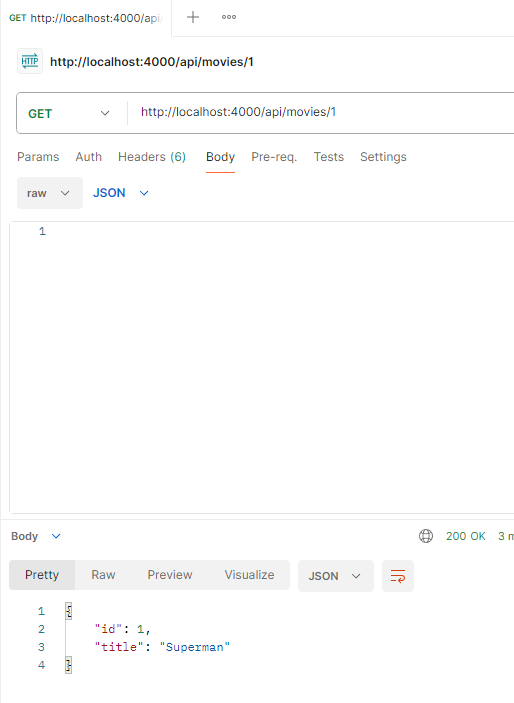 GET http://localhost:4000/api/
HTTP http://localhost:4000/api/movies/1
GET http://localhost:4000/api/movies/1
Params Auth Headers (6) Body Pre-req. Tests Settings
raw JSON
1
Body 200 OK 3 m
Pretty Raw Preview Visualize JSON
1 {
2 "id": 1,
3 "title": "Superman"
4 }